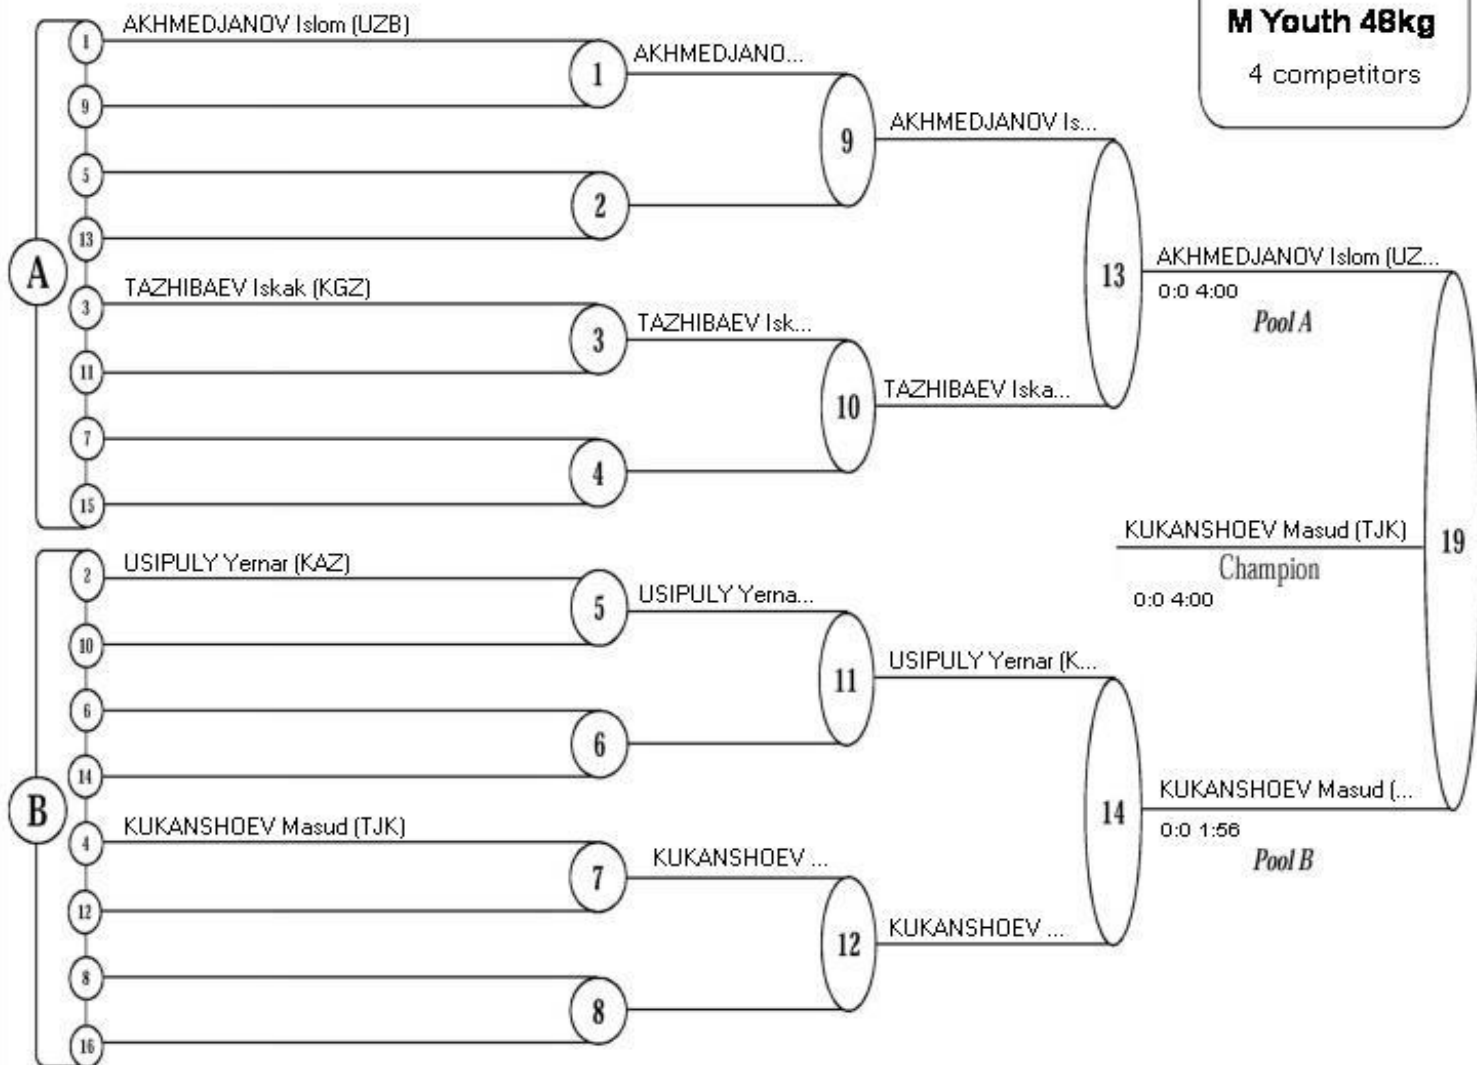 M Youth 48kg
4 competitors
A
1
AKHMEDJANOV Islom (UZB)
9
5
13
3
TAZHIBAEV Iskak (KGZ)
11
7
15
1
2
3
4
AKHMEDJANO...
TAZHIBAEV Isk...
9
10
AKHMEDJANOV Is...
TAZHIBAEV Iska...
13
AKHMEDJANOV Islom (UZ...
0:0 4:00
Pool A
B
2
USIPULY Yernar (KAZ)
10
6
14
4
KUKANSHOEV Masud (TJK)
12
8
16
5
6
7
8
USIPULY Yerna...
KUKANSHOEV ...
11
12
USIPULY Yernar (K...
KUKANSHOEV ...
14
KUKANSHOEV Masud (...
0:0 1:56
Pool B
KUKANSHOEV Masud (TJK)
Champion
0:0 4:00
19